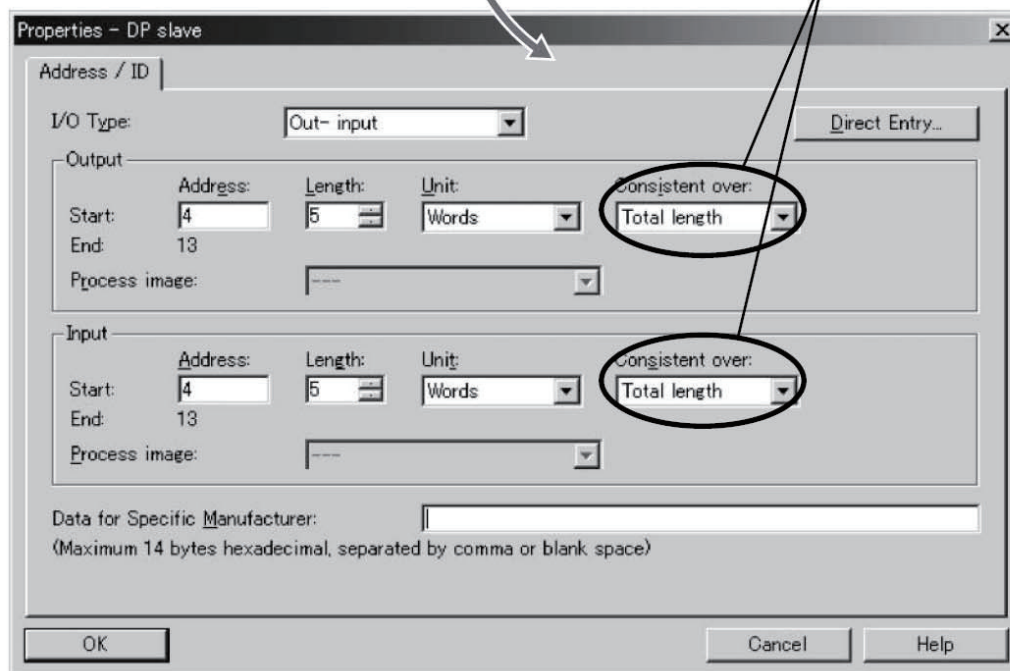 Properties - DP slave
Address / ID
I/O Type: Out- input Direct Entry...
Output
Address: Length: Unit: Consistent over:
Start: 4 5 Words Total length
End: 13
Process image: ---
Input
Address: Length: Unit: Consistent over:
Start: 4 5 Words Total length
End: 13
Process image: ---
Data for Specific Manufacturer:
(Maximum 14 bytes hexadecimal, separated by comma or blank space)
OK Cancel Help